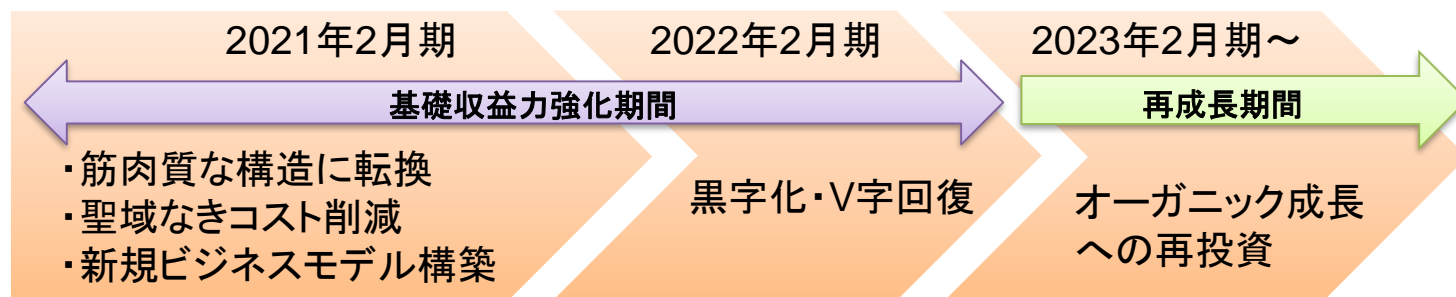 2021年2月期
2022年2月期
2023年2月期～
基礎収益力強化期間
再成長期間
・筋肉質な構造に転換
・聖域なきコスト削減
・新規ビジネスモデル構築
黒字化・V字回復
オーガニック成長
への再投資